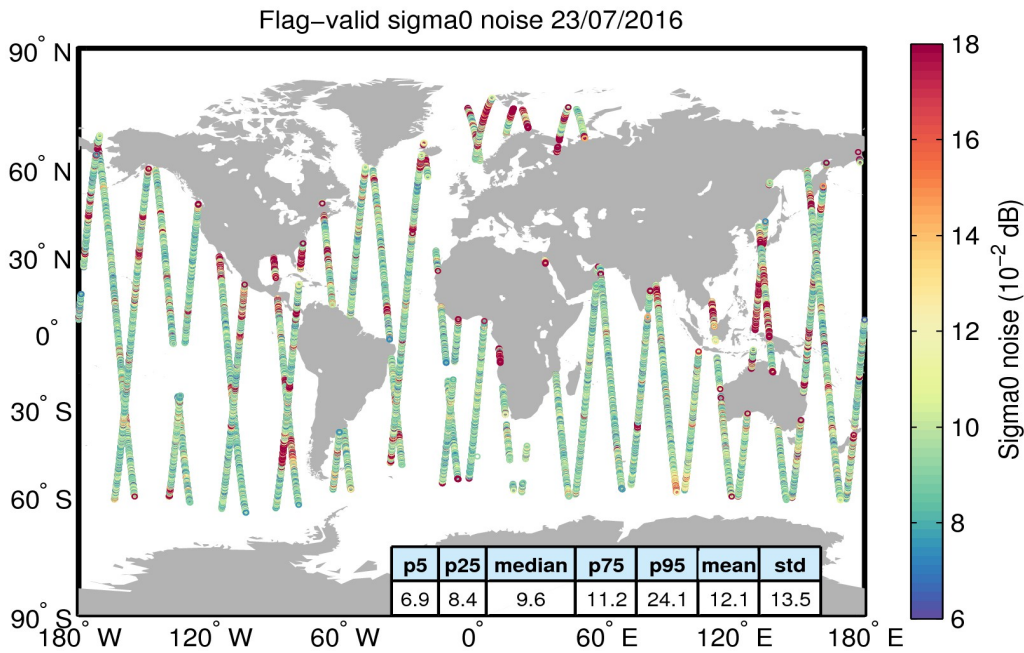 Flag−valid sigma0 noise 23/07/2016
90° N
60° N
30° N
0°
30° S
60° S
90° S
180° W
120° W
60° W
0°
60° E
120° E
180° E
p5 p25 median p75 p95 mean std
6.9 8.4 9.6 11.2 24.1 12.1 13.5
18
16
14
12
10
8
6
Sigma0 noise (10⁻² dB)